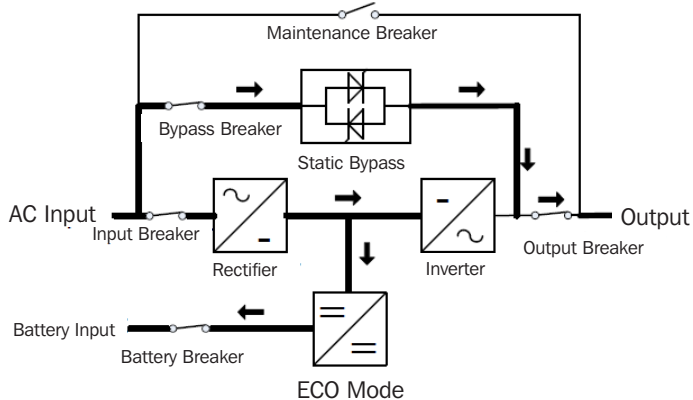 Maintenance Breaker
Bypass Breaker
Static Bypass
AC Input
Input Breaker
Rectifier
Inverter
Output Breaker
Output
Battery Input
Battery Breaker
ECO Mode